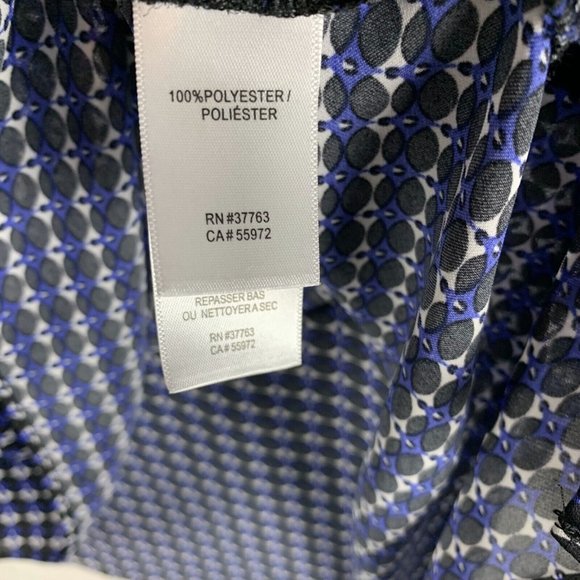 100%POLYESTER /
POLIÉSTER
RN #37763
CA# 55972
REPASSER BAS
OU NETTOYER A SEC
RN #37763
CA# 55972